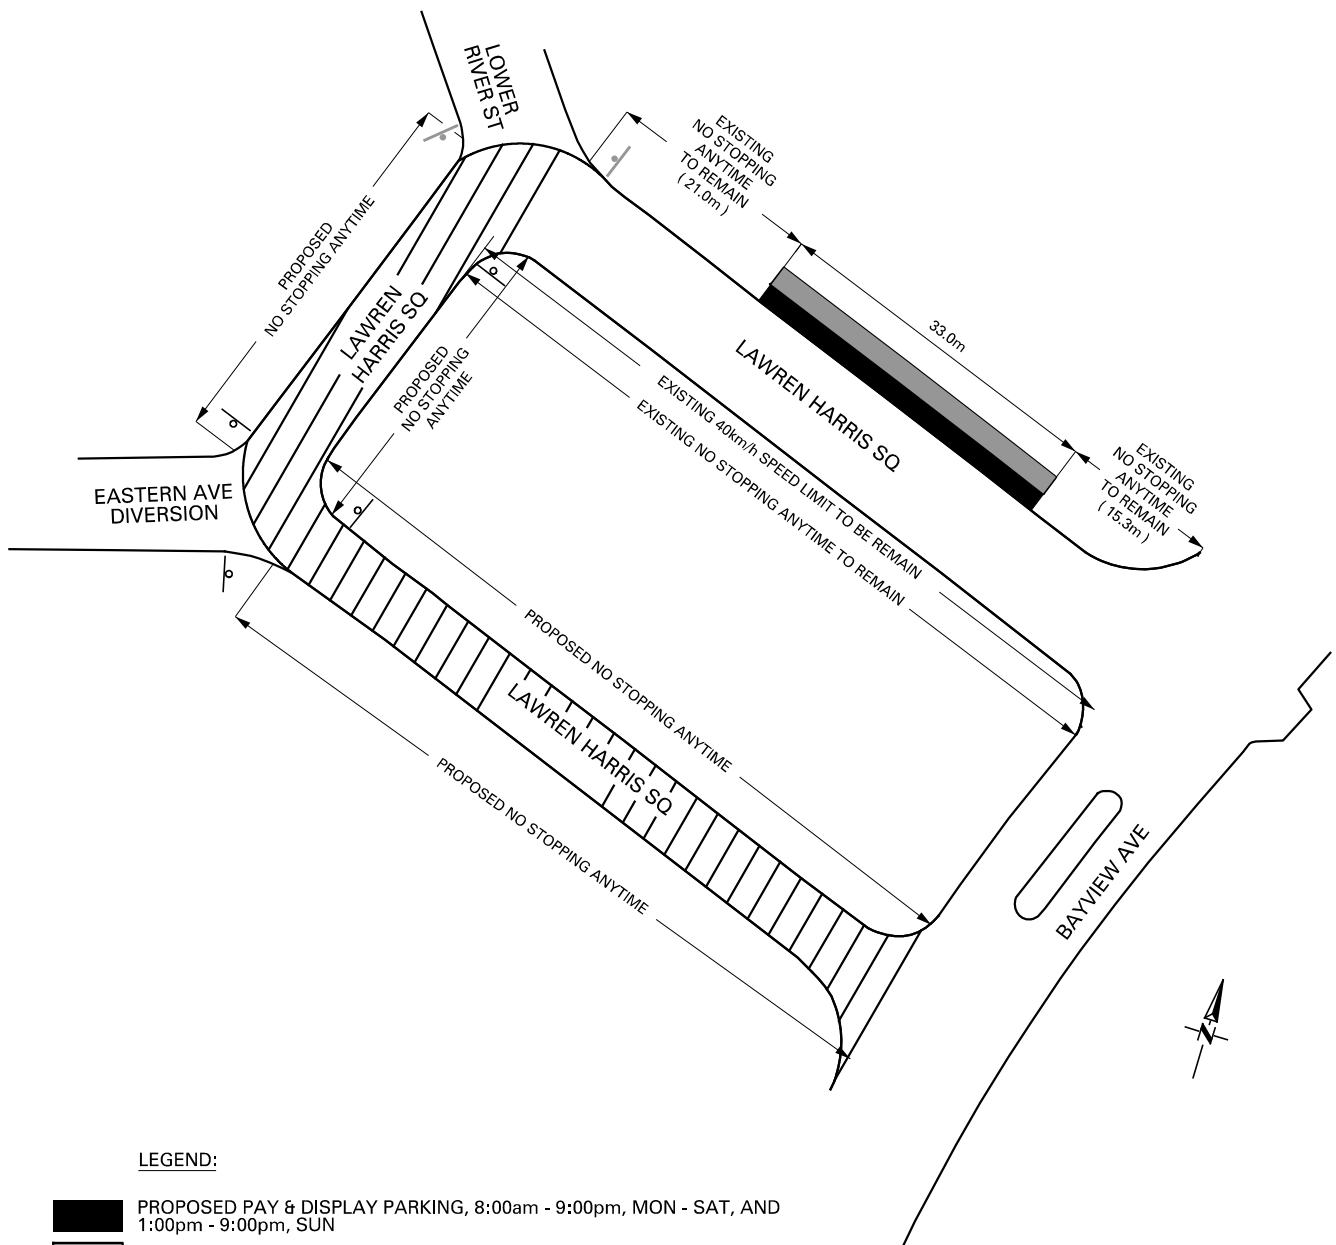 LOWER
RIVER ST
EXISTING
NO STOPPING
ANYTIME
TO REMAIN
( 21.0m )
PROPOSED
NO STOPPING ANYTIME
LAWREN
HARRIS SQ
PROPOSED
NO STOPPING
ANYTIME
33.0m
LAWREN HARRIS SQ
EXISTING 40km/h SPEED LIMIT TO BE REMAIN
EXISTING NO STOPPING ANYTIME TO REMAIN
EXISTING
NO STOPPING
ANYTIME
TO REMAIN
( 15.3m )
EASTERN AVE
DIVERSION
PROPOSED NO STOPPING ANYTIME
LAWREN HARRIS SQ
PROPOSED NO STOPPING ANYTIME
BAYVIEW AVE
N
LEGEND:
PROPOSED PAY & DISPLAY PARKING, 8:00am - 9:00pm, MON - SAT, AND
1:00pm - 9:00pm, SUN